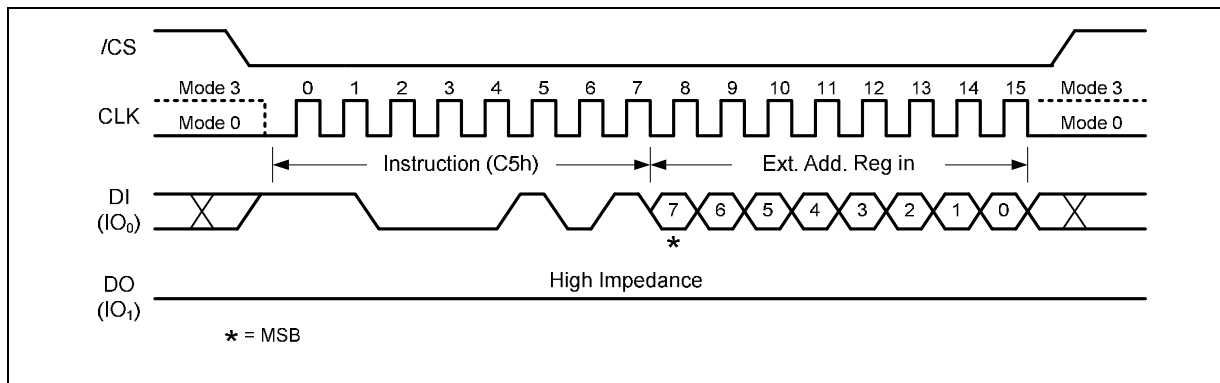 /CS
Mode 3 0 1 2 3 4 5 6 7 8 9 10 11 12 13 14 15 Mode 3
CLK Mode 0 Mode 0
Instruction (C5h) Ext. Add. Reg in
DI
(IO₀)
7 6 5 4 3 2 1 0
*
High Impedance
DO
(IO₁)
* = MSB